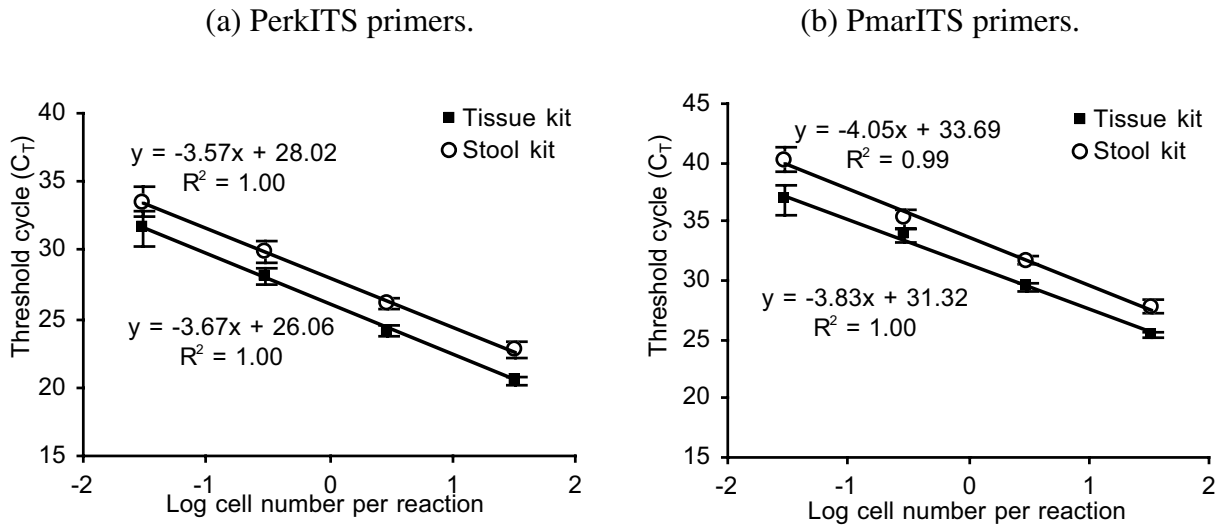 (a) PerkITS primers.
40
35
30
25
20
15
Threshold cycle (C_T)
Tissue kit
Stool kit
y = -3.57x + 28.02
R² = 1.00
y = -3.67x + 26.06
R² = 1.00
-2 -1 0 1 2
Log cell number per reaction
(b) PmarITS primers.
45
40
35
30
25
20
15
Threshold cycle (C_T)
Tissue kit
Stool kit
y = -4.05x + 33.69
R² = 0.99
y = -3.83x + 31.32
R² = 1.00
-2 -1 0 1 2
Log cell number per reaction